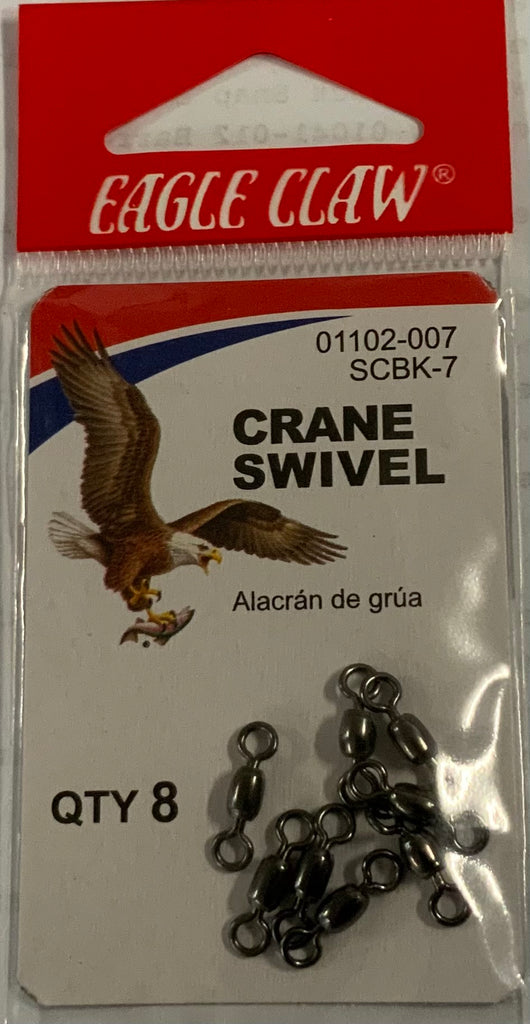 EAGLE CLAW®
01102-007
SCBK-7
CRANE
SWIVEL
Alacrán de grúa
QTY 8